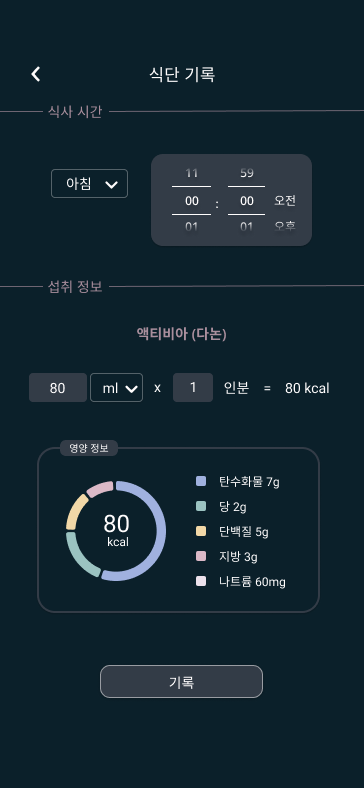 식단 기록
식사 시간
아침
11 59
00 : 00 오전
01 01 오후
섭취 정보
액티비아 (다논)
80 ml x 1 인분 = 80 kcal
영양 정보
80
kcal
탄수화물 7g
당 2g
단백질 5g
지방 3g
나트륨 60mg
기록